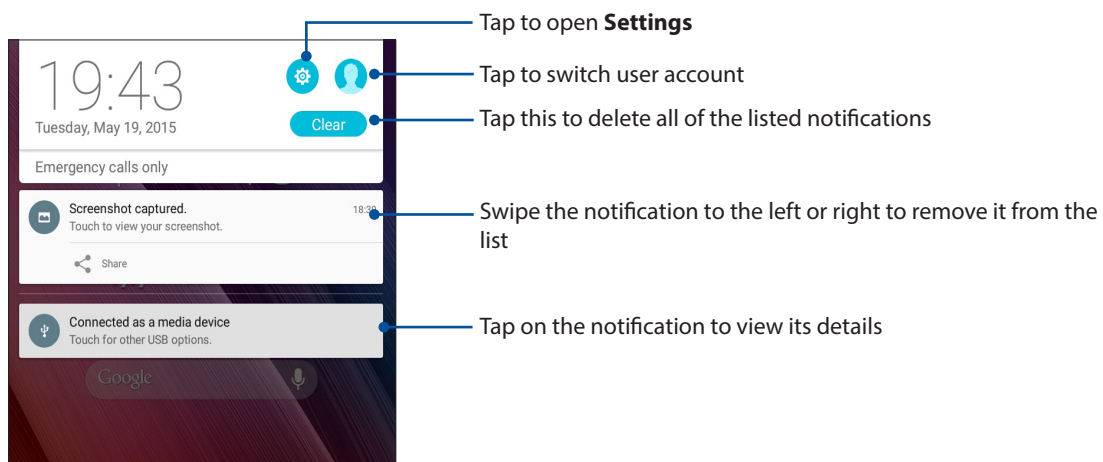 Tap to open Settings
19:43
Tap to switch user account
Tuesday, May 19, 2015
Clear
Tap this to delete all of the listed notifications
Emergency calls only
Screenshot captured.
Touch to view your screenshot.
Share
Swipe the notification to the left or right to remove it from the
list
Connected as a media device
Touch for other USB options.
Tap on the notification to view its details
Google